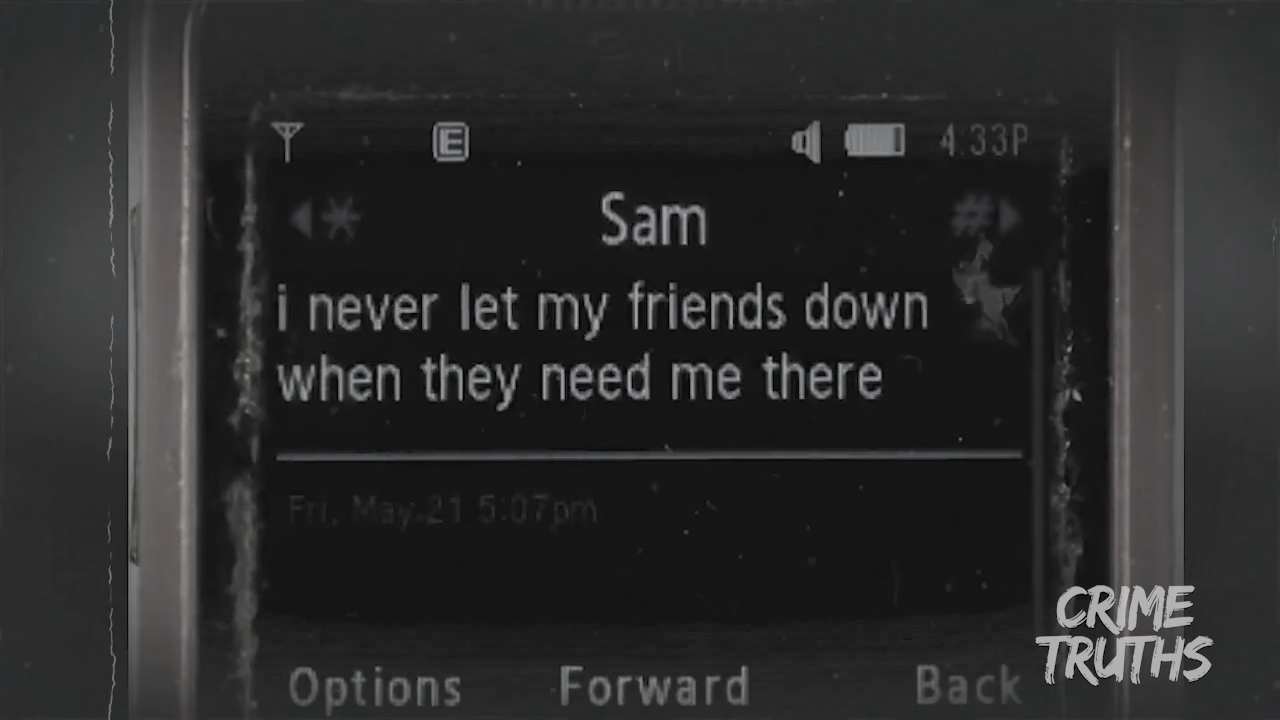 E 4:33P
* Sam #
i never let my friends down
when they need me there
Fri, May 21 5:07pm
Options Forward Back
CRIME
TRUTHS